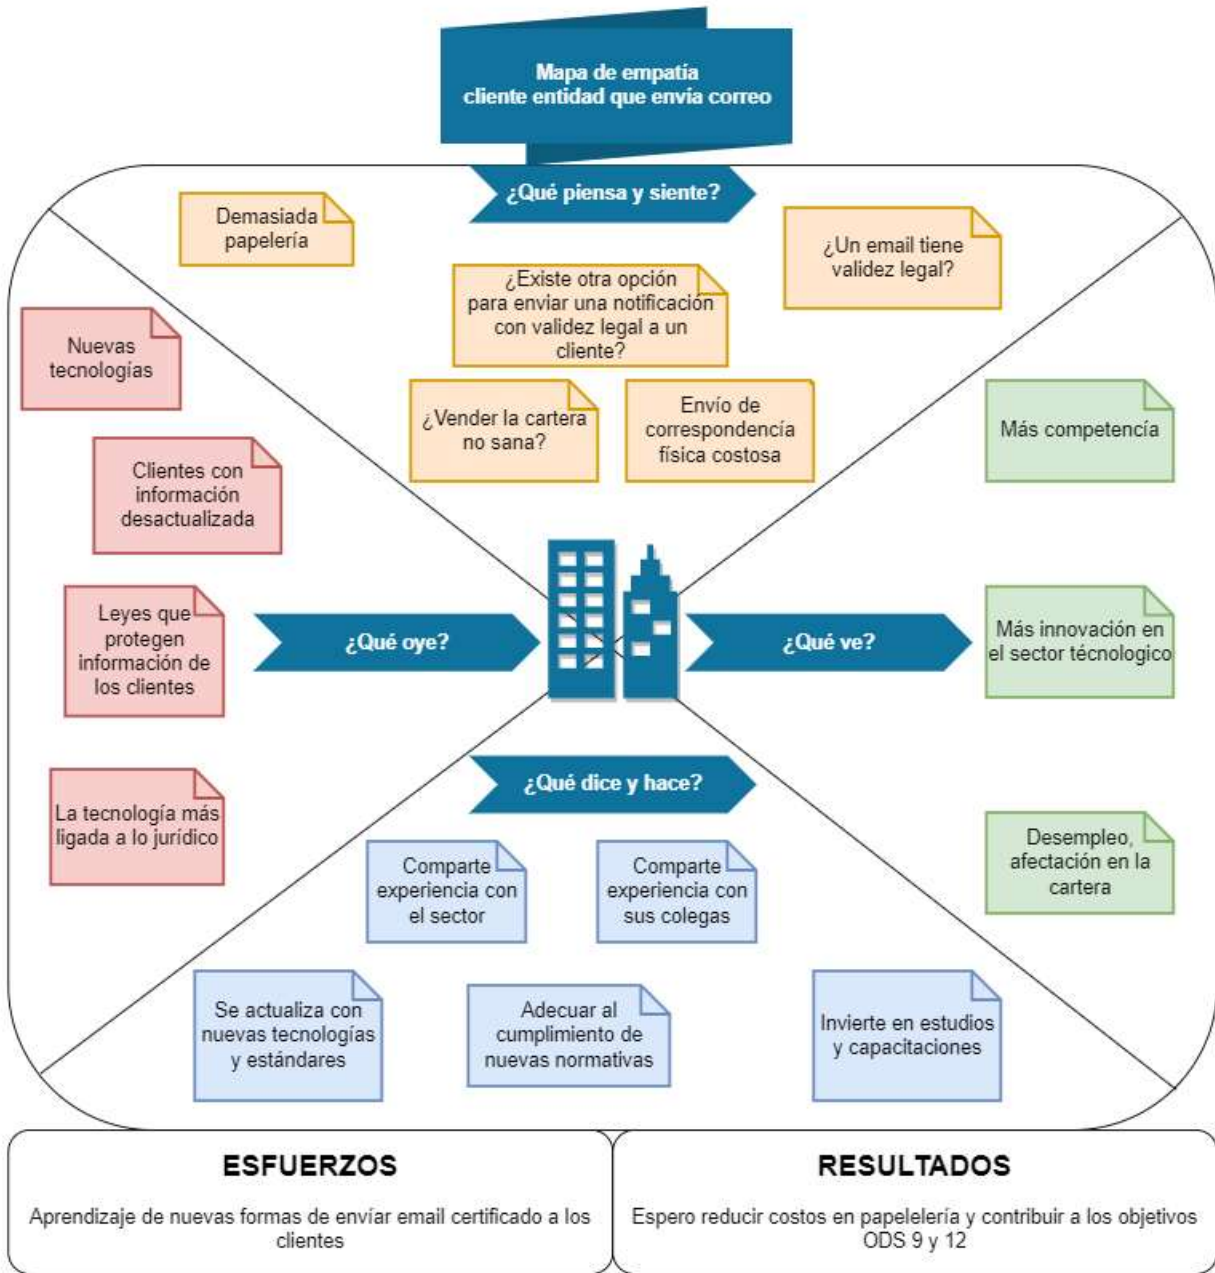 Mapa de empatía
cliente entidad que envía correo
¿Qué piensa y siente?
Demasiada
papelería
¿Un email tiene
validez legal?
¿Existe otra opción
para enviar una notificación
con validez legal a un
cliente?
¿Vender la cartera
no sana?
Envío de
correspondencía
física costosa
Nuevas
tecnologías
Clientes con
información
desactualizada
Leyes que
protegen
información de
los clientes
La tecnología más
ligada a lo jurídico
¿Qué oye?
¿Qué ve?
Más competencía
Más innovación en
el sector técnologico
Desempleo,
afectación en la
cartera
¿Qué dice y hace?
Comparte
experiencia con
el sector
Comparte
experiencia con
sus colegas
Se actualiza con
nuevas tecnologías
y estándares
Adecuar al
cumplimiento de
nuevas normativas
Invierte en estudios
y capacitaciones
ESFUERZOS
Aprendizaje de nuevas formas de envíar email certificado a los
clientes
RESULTADOS
Espero reducir costos en papelelería y contribuir a los objetivos
ODS 9 y 12